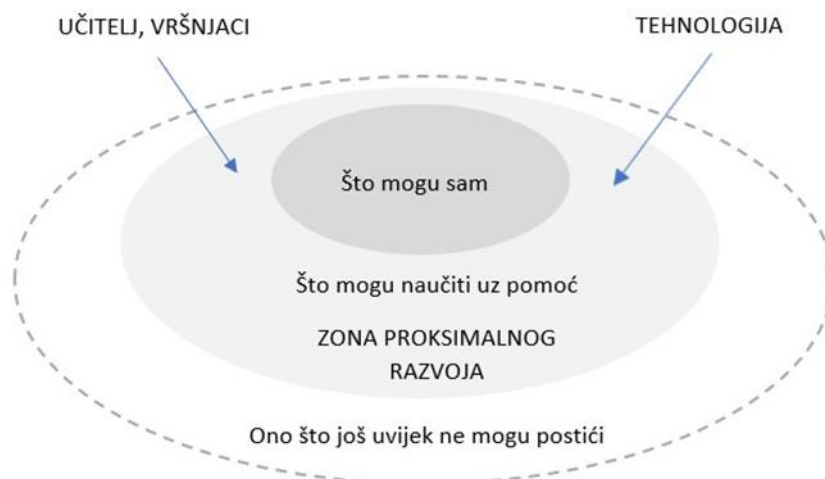 UČITELJ, VRŠNJACI
TEHNOLOGIJA
Što mogu sam
Što mogu naučiti uz pomoć
ZONA PROKSIMALNOG
RAZVOJA
Ono što još uvijek ne mogu postići